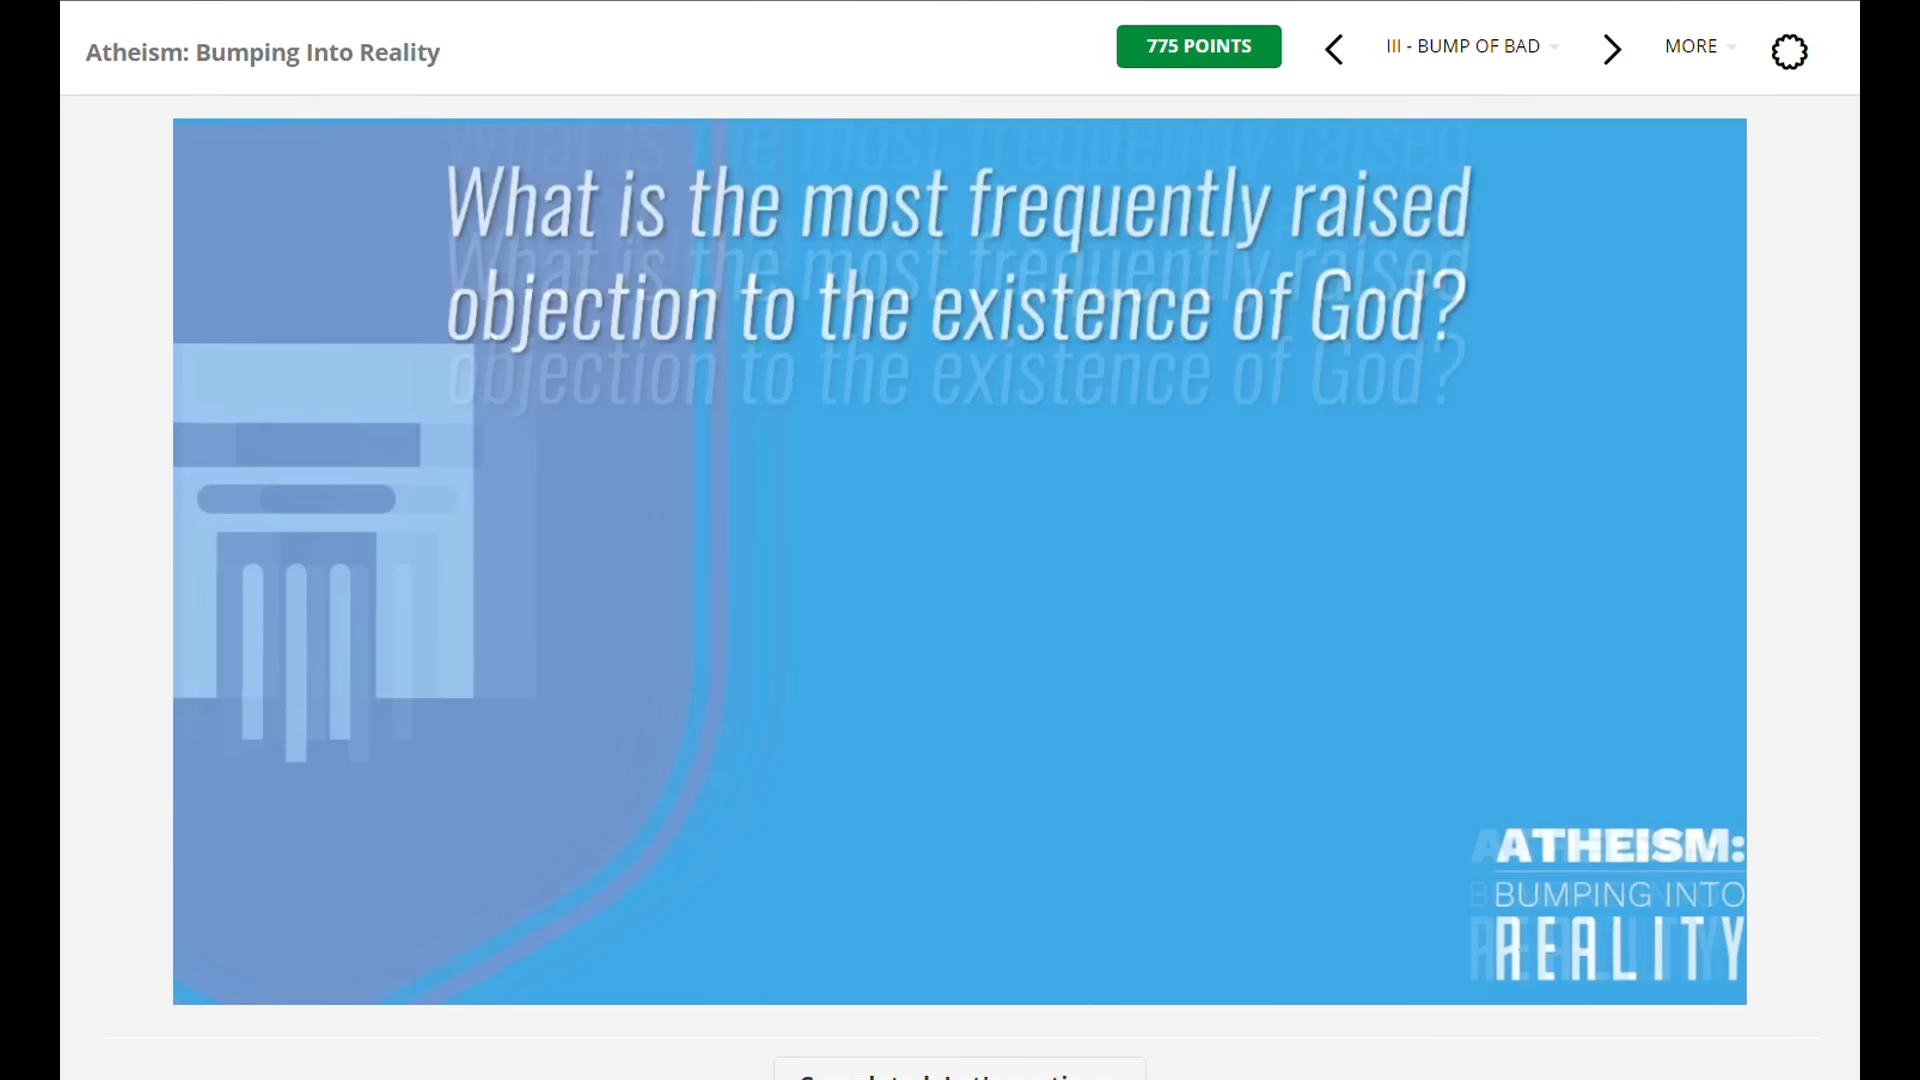 Atheism: Bumping Into Reality
775 POINTS
III - BUMP OF BAD
MORE
What is the most frequently raised
objection to the existence of God?
ATHEISM:
BUMPING INTO
REALITY